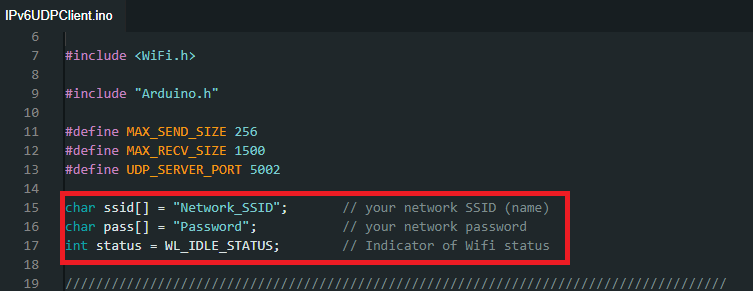 IPv6UDPClient.ino
6
7 #include <WiFi.h>
8
9 #include "Arduino.h"
10
11 #define MAX_SEND_SIZE 256
12 #define MAX_RECV_SIZE 1500
13 #define UDP_SERVER_PORT 5002
14
15 char ssid[] = "Network_SSID"; // your network SSID (name)
16 char pass[] = "Password"; // your network password
17 int status = WL_IDLE_STATUS; // Indicator of Wifi status
18
19 //////////////////////////////////////////////////////////////////////////////////////